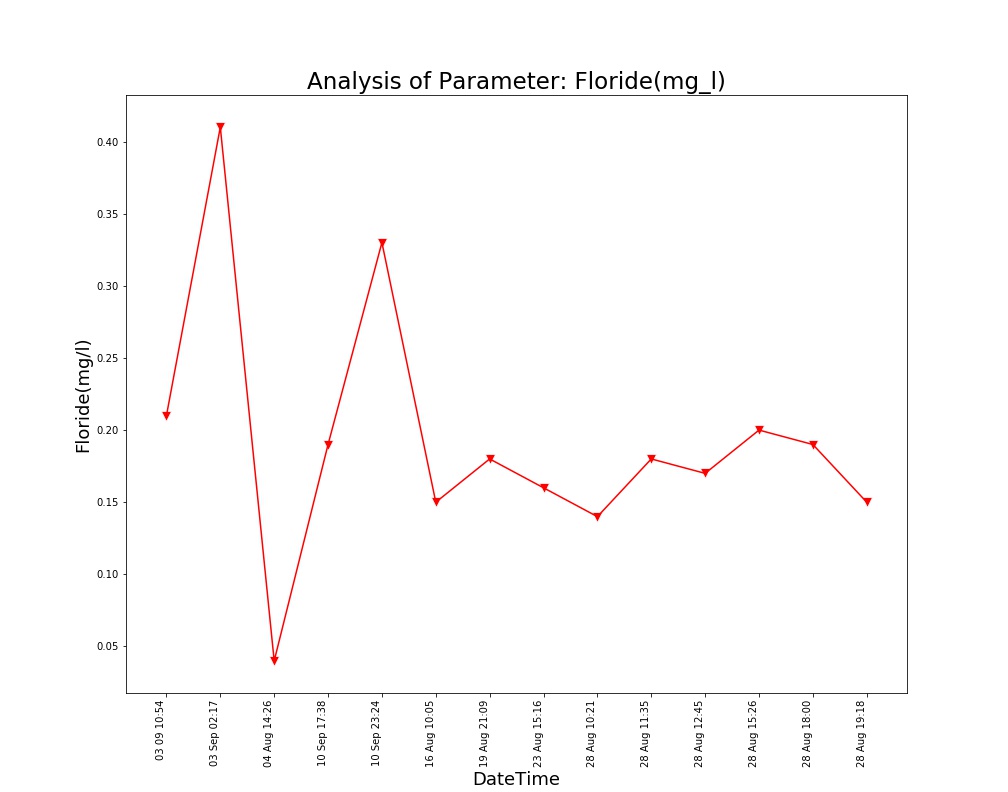 Analysis of Parameter: Floride(mg_l)
Floride(mg/l)
0.40
0.35
0.30
0.25
0.20
0.15
0.10
0.05
03 09 10:54
03 Sep 02:17
04 Aug 14:26
10 Sep 17:38
10 Sep 23:24
16 Aug 10:05
19 Aug 21:09
23 Aug 15:16
28 Aug 10:21
28 Aug 11:35
28 Aug 12:45
28 Aug 15:26
28 Aug 18:00
28 Aug 19:18
DateTime